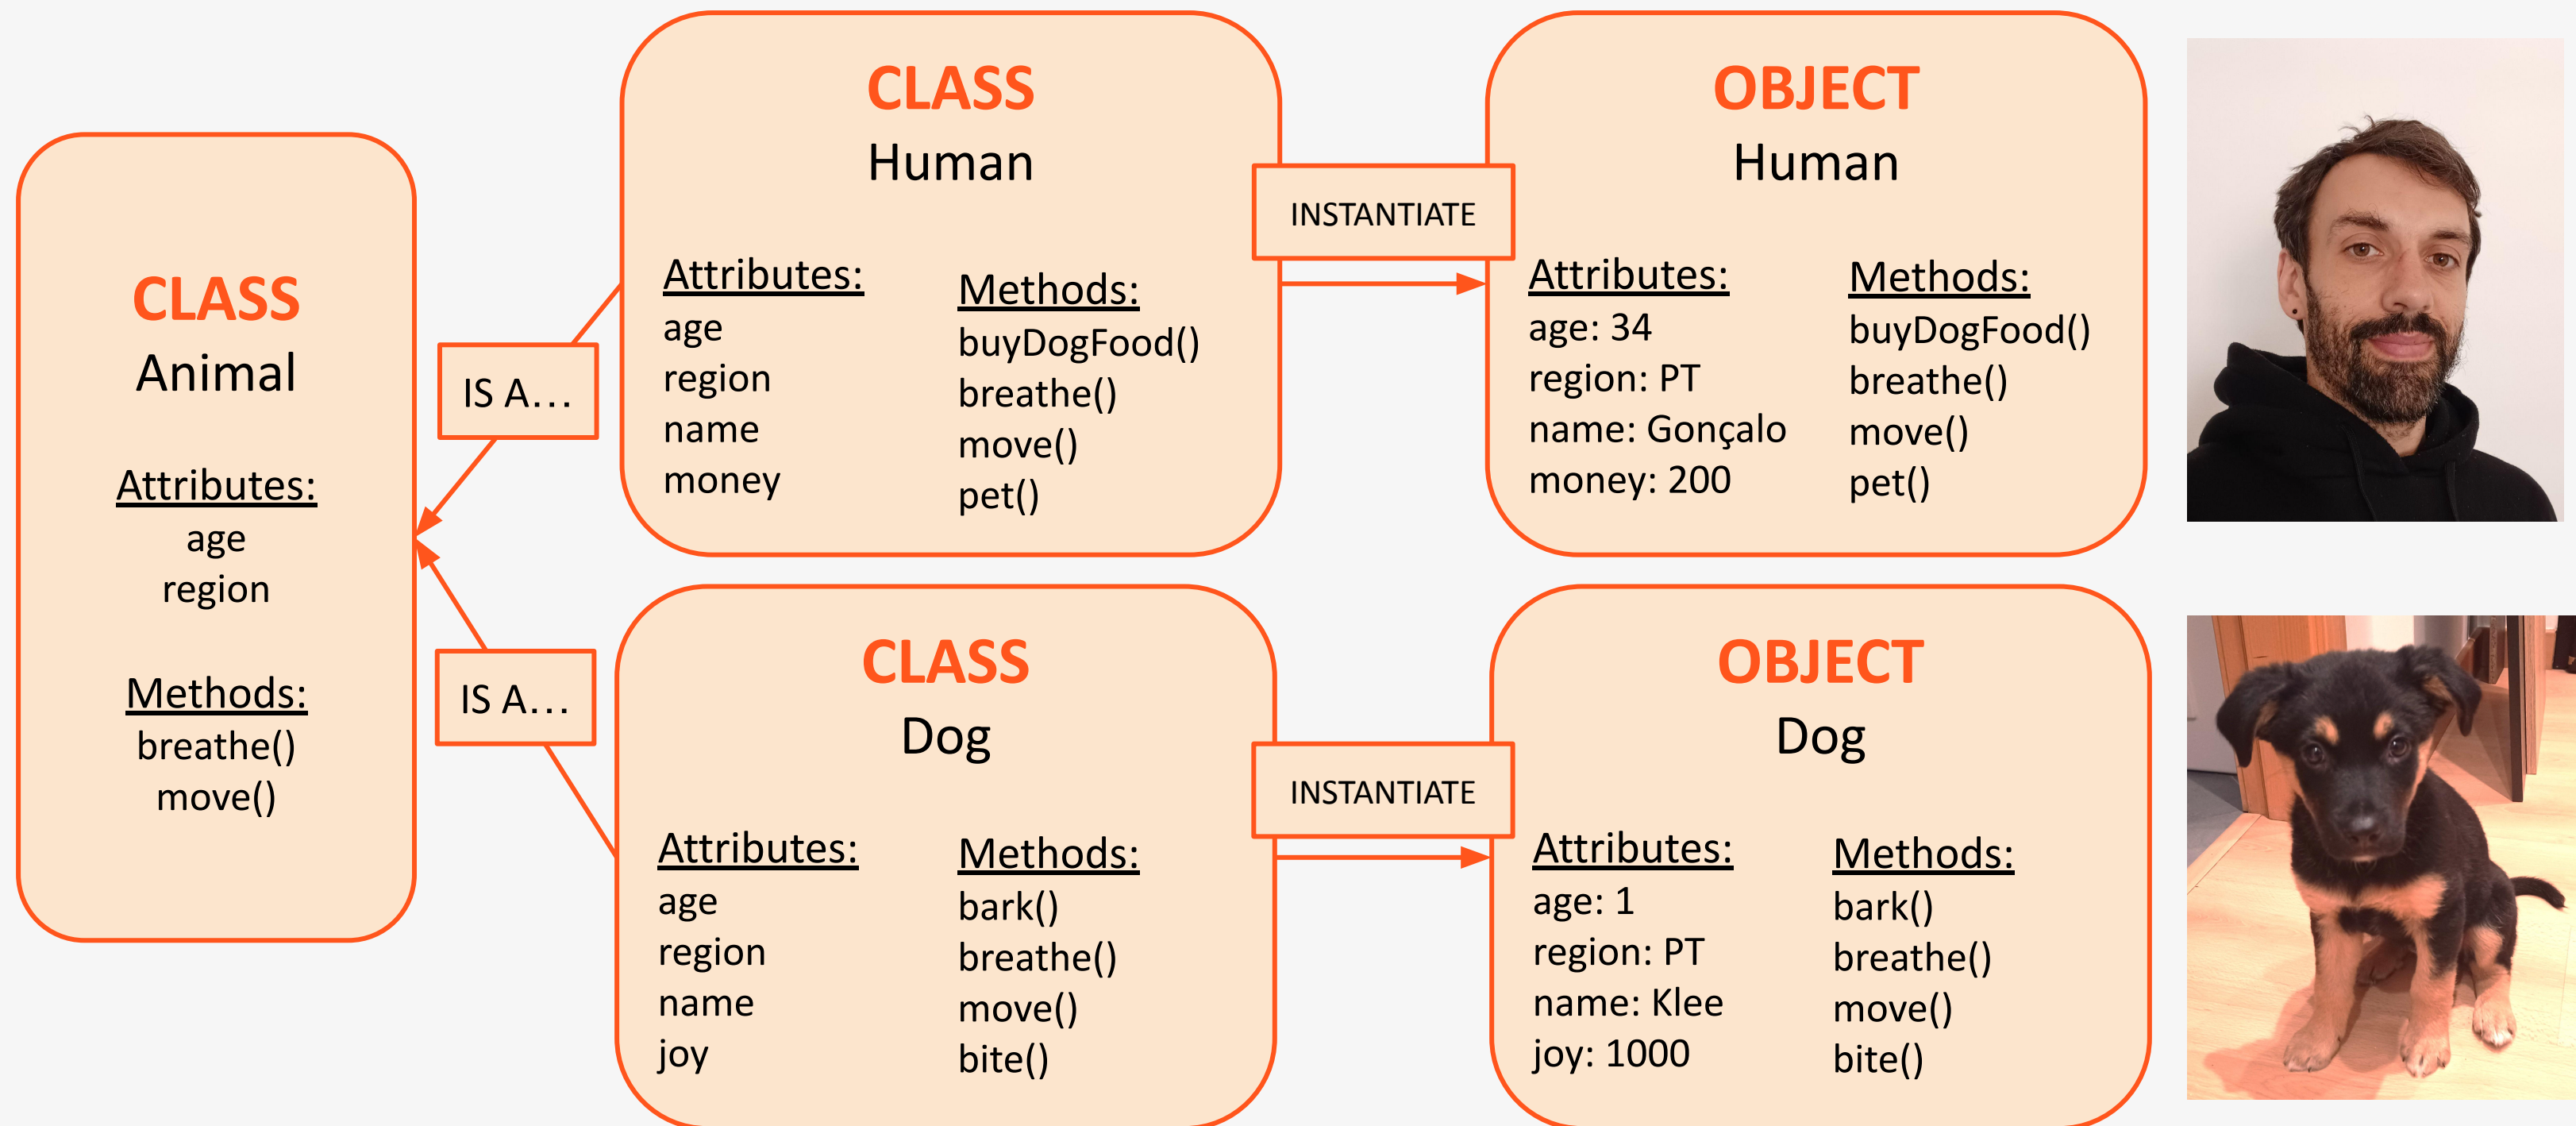 CLASS
Animal
Attributes:
age
region
Methods:
breathe()
move()
IS A...
IS A...
CLASS
Human
Attributes:
age
region
name
money
Methods:
buyDogFood()
breathe()
move()
pet()
INSTANTIATE
OBJECT
Human
Attributes:
age: 34
region: PT
name: Gonçalo
money: 200
Methods:
buyDogFood()
breathe()
move()
pet()
CLASS
Dog
Attributes:
age
region
name
joy
Methods:
bark()
breathe()
move()
bite()
INSTANTIATE
OBJECT
Dog
Attributes:
age: 1
region: PT
name: Klee
joy: 1000
Methods:
bark()
breathe()
move()
bite()